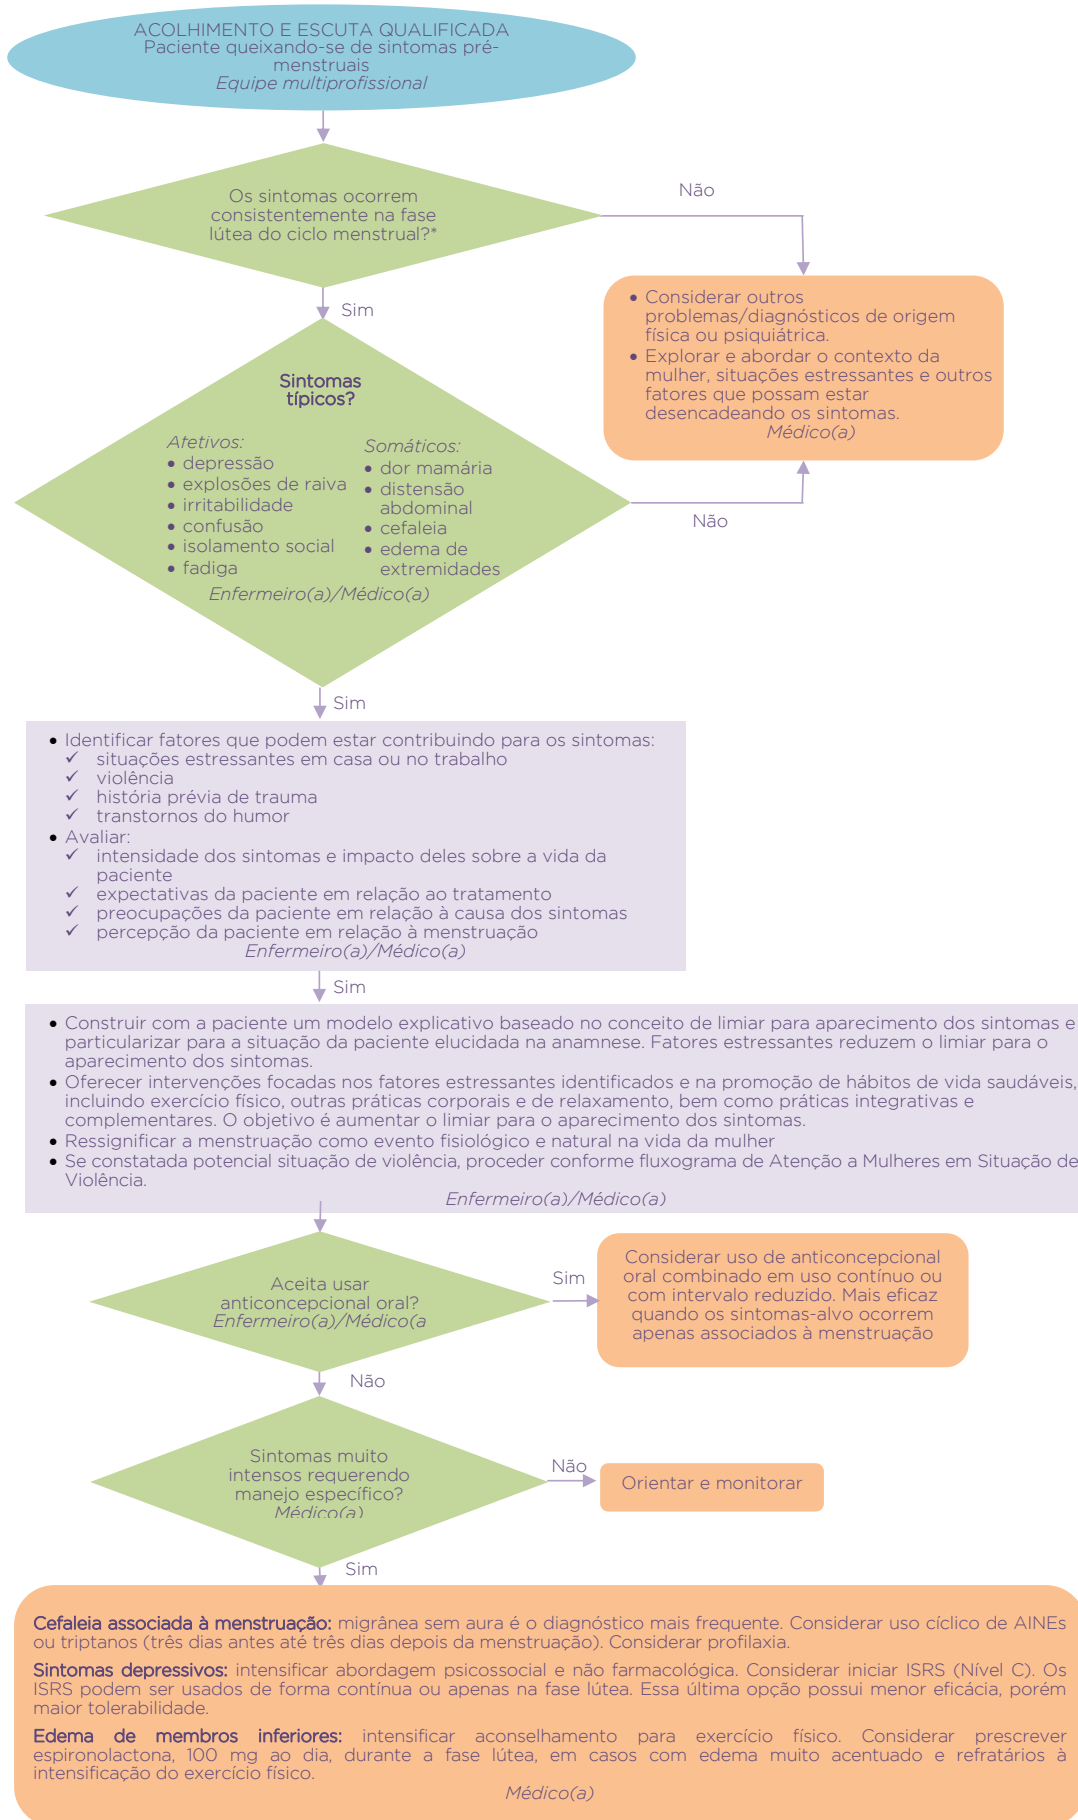 ACOLHIMENTO E ESCUTA QUALIFICADA
Paciente queixando-se de sintomas pré-
menstruais
Equipe multiprofissional
Os sintomas ocorrem
consistentemente na fase
lútea do ciclo menstrual?*
Não
Sim
• Considerar outros
problemas/diagnósticos de origem
física ou psiquiátrica.
• Explorar e abordar o contexto da
mulher, situações estressantes e outros
fatores que possam estar
desencadeando os sintomas.
Médico(a)
Sintomas
típicos?
Afetivos:
• depressão
• explosões de raiva
• irritabilidade
• confusão
• isolamento social
• fadiga
Somáticos:
• dor mamária
• distensão
abdominal
• cefaleia
• edema de
extremidades
Enfermeiro(a)/Médico(a)
Não
Sim
• Identificar fatores que podem estar contribuindo para os sintomas:
✓ situações estressantes em casa ou no trabalho
✓ violência
✓ história prévia de trauma
✓ transtornos do humor
• Avaliar:
✓ intensidade dos sintomas e impacto deles sobre a vida da
paciente
✓ expectativas da paciente em relação ao tratamento
✓ preocupações da paciente em relação à causa dos sintomas
✓ percepção da paciente em relação à menstruação
Enfermeiro(a)/Médico(a)
Sim
• Construir com a paciente um modelo explicativo baseado no conceito de limiar para aparecimento dos sintomas e
particularizar para a situação da paciente elucidada na anamnese. Fatores estressantes reduzem o limiar para o
aparecimento dos sintomas.
• Oferecer intervenções focadas nos fatores estressantes identificados e na promoção de hábitos de vida saudáveis,
incluindo exercício físico, outras práticas corporais e de relaxamento, bem como práticas integrativas e
complementares. O objetivo é aumentar o limiar para o aparecimento dos sintomas.
• Ressignificar a menstruação como evento fisiológico e natural na vida da mulher
• Se constatada potencial situação de violência, proceder conforme fluxograma de Atenção a Mulheres em Situação de
Violência.
Enfermeiro(a)/Médico(a)
Aceita usar
anticoncepcional oral?
Enfermeiro(a)/Médico(a
Sim
Considerar uso de anticoncepcional
oral combinado em uso contínuo ou
com intervalo reduzido. Mais eficaz
quando os sintomas-alvo ocorrem
apenas associados à menstruação
Não
Sintomas muito
intensos requerendo
manejo específico?
Médico(a)
Não
Orientar e monitorar
Sim
Cefaleia associada à menstruação: migrânea sem aura é o diagnóstico mais frequente. Considerar uso cíclico de AINEs
ou triptanos (três dias antes até três dias depois da menstruação). Considerar profilaxia.
Sintomas depressivos: intensificar abordagem psicossocial e não farmacológica. Considerar iniciar ISRS (Nível C). Os
ISRS podem ser usados de forma contínua ou apenas na fase lútea. Essa última opção possui menor eficácia, porém
maior tolerabilidade.
Edema de membros inferiores: intensificar aconselhamento para exercício físico. Considerar prescrever
espironolactona, 100 mg ao dia, durante a fase lútea, em casos com edema muito acentuado e refratários à
intensificação do exercício físico.
Médico(a)